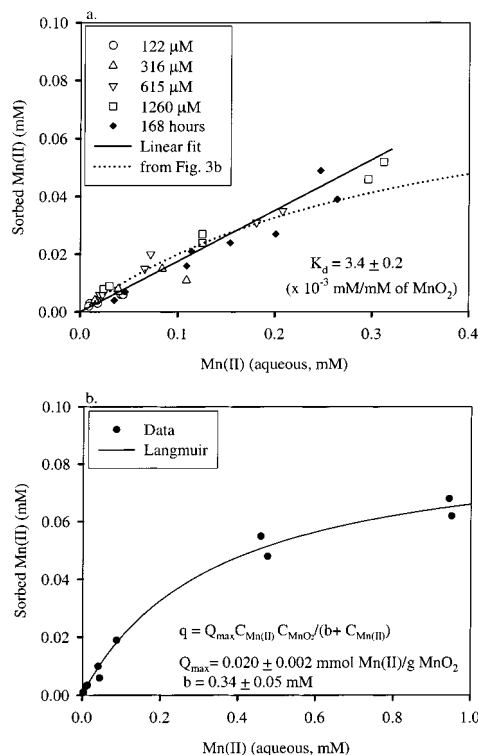 a.
0.10
0.08
0.06
0.04
0.02
0.00
Sorbed Mn(II) (mM)
122 μM
316 μM
615 μM
1260 μM
168 hours
Linear fit
from Fig. 3b
K_d = 3.4 ± 0.2
(x 10⁻³ mM/mM of MnO₂)
0.0 0.1 0.2 0.3 0.4
Mn(II) (aqueous, mM)
b.
0.10
0.08
0.06
0.04
0.02
0.00
Sorbed Mn(II) (mM)
Data
Langmuir
q = Q_max C_Mn(II) C_MnO₂/(b+ C_Mn(II))
Q_max = 0.020 ± 0.002 mmol Mn(II)/g MnO₂
b = 0.34 ± 0.05 mM
0.0 0.2 0.4 0.6 0.8 1.0
Mn(II) (aqueous, mM)